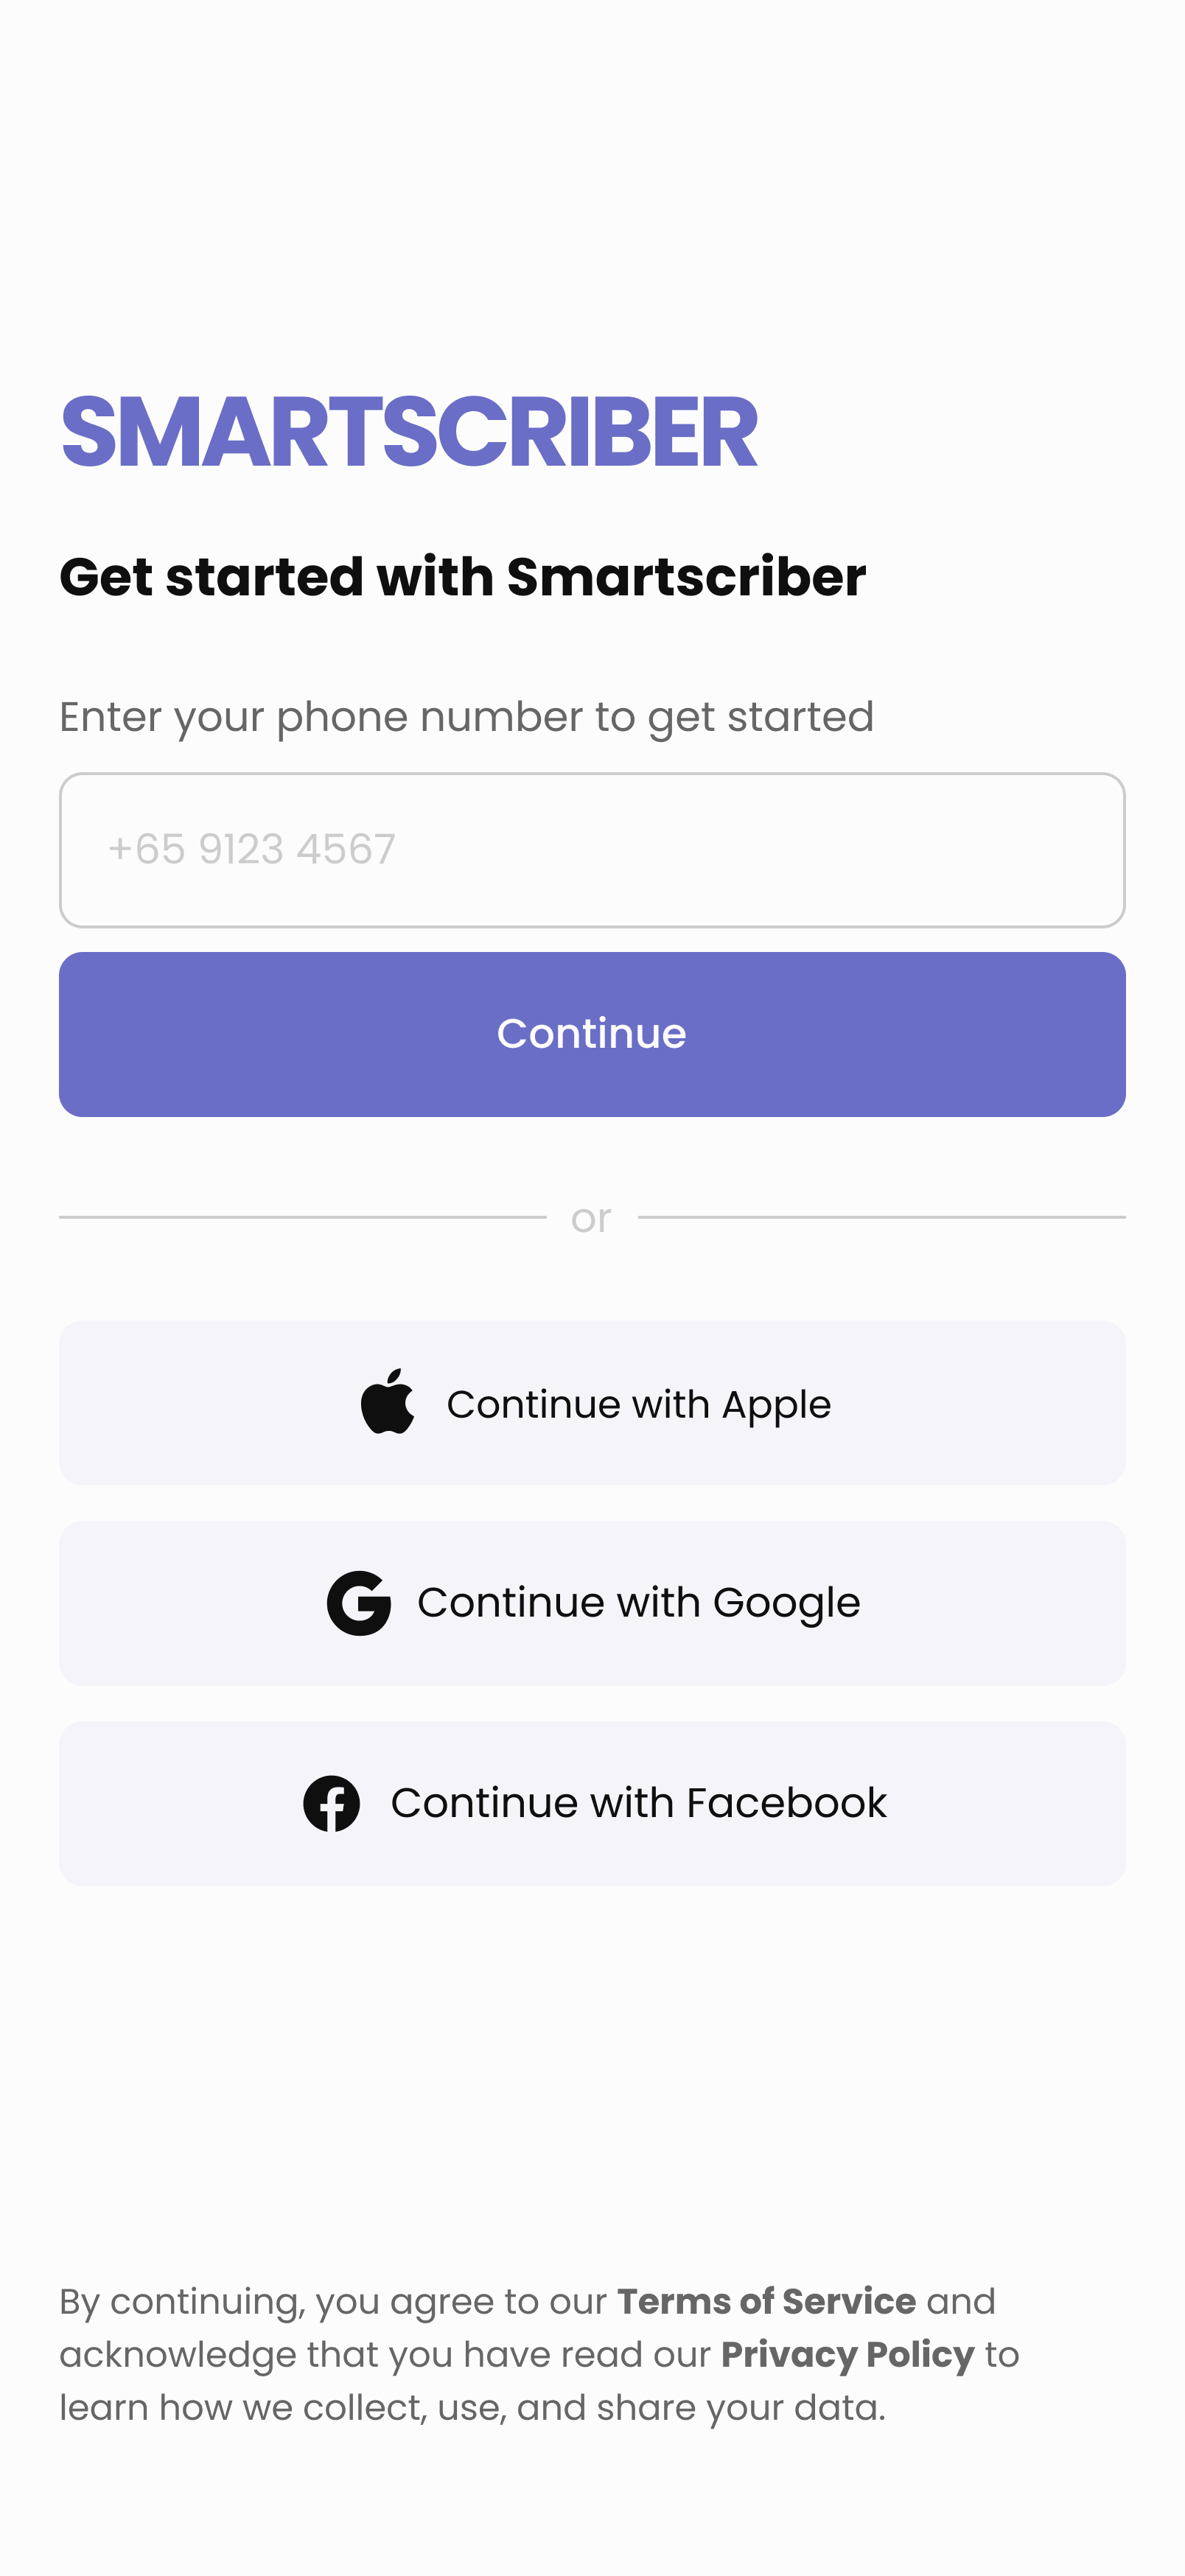 SMARTSCRIBER
Get started with Smartscriber
Enter your phone number to get started
+65 9123 4567
Continue
or
Continue with Apple
Continue with Google
Continue with Facebook
By continuing, you agree to our Terms of Service and
acknowledge that you have read our Privacy Policy to
learn how we collect, use, and share your data.